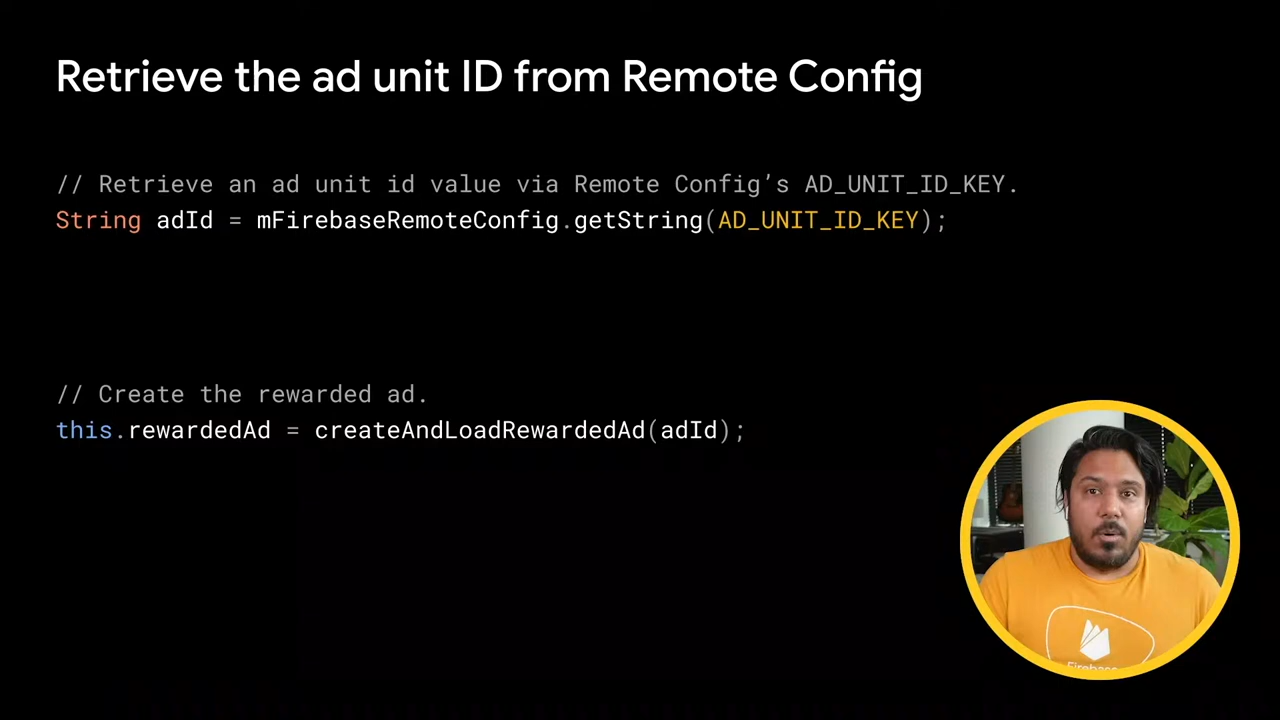 Retrieve the ad unit ID from Remote Config
// Retrieve an ad unit id value via Remote Config’s AD_UNIT_ID_KEY.
String adId = mFirebaseRemoteConfig.getString(AD_UNIT_ID_KEY);
// Create the rewarded ad.
this.rewardedAd = createAndLoadRewardedAd(adId);
Firebase